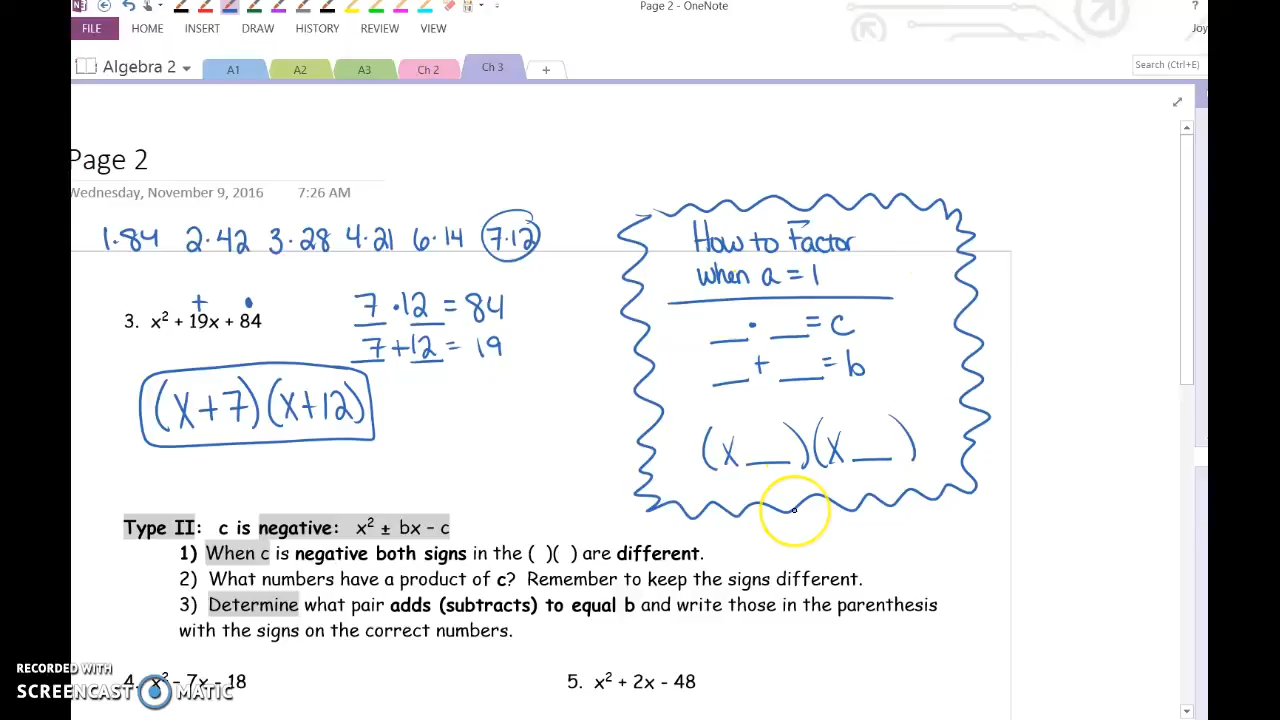 Page 2 - OneNote
?
FILE HOME INSERT DRAW HISTORY REVIEW VIEW
Joy
Algebra 2 A1 A2 A3 Ch 2 Ch 3 +
Search (Ctrl+E)
Page 2
Wednesday, November 9, 2016 7:26 AM
1·84 2·42 3·28 4·21 6·14 7·12
+ •
3. x² + 19x + 84
7 · 12 = 84
7 + 12 = 19
(x+7)(x+12)
How to Factor
when a = 1
__ · __ = c
__ + __ = b
(x __)(x __)
Type II: c is negative: x² ± bx – c
1) When c is negative both signs in the ( )( ) are different.
2) What numbers have a product of c? Remember to keep the signs different.
3) Determine what pair adds (subtracts) to equal b and write those in the parenthesis
with the signs on the correct numbers.
4. x² - 7x - 18
5. x² + 2x - 48
RECORDED WITH
SCREENCAST MATIC